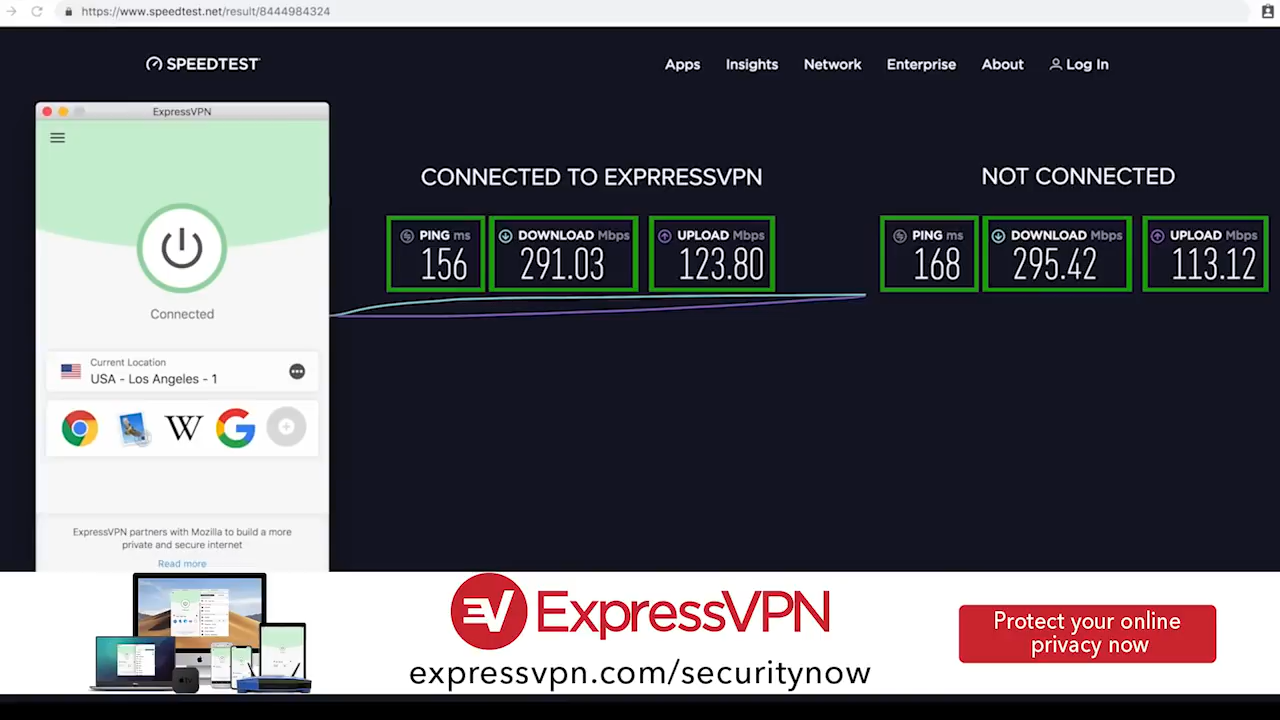 https://www.speedtest.net/result/8444984324
SPEEDTEST
Apps Insights Network Enterprise About Log In
ExpressVPN
Connected
Current Location
USA - Los Angeles - 1
W
G
ExpressVPN partners with Mozilla to build a more
private and secure internet
Read more
CONNECTED TO EXPRRESSVPN
PING ms DOWNLOAD Mbps UPLOAD Mbps
156 291.03 123.80
NOT CONNECTED
PING ms DOWNLOAD Mbps UPLOAD Mbps
168 295.42 113.12
EV ExpressVPN
expressvpn.com/securitynow
Protect your online
privacy now